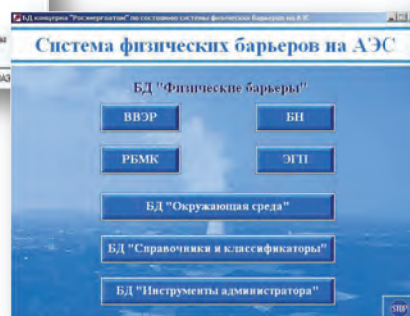 БД концерна "Росэнергоатом" по состоянию системы физических барьеров на АЭС
Система физических барьеров на АЭС
БД "Физические барьеры"
ВВЭР
БН
РБМК
ЭГП
БД "Окружающая среда"
БД "Справочники и классификаторы"
БД "Инструменты администратора"
STOP